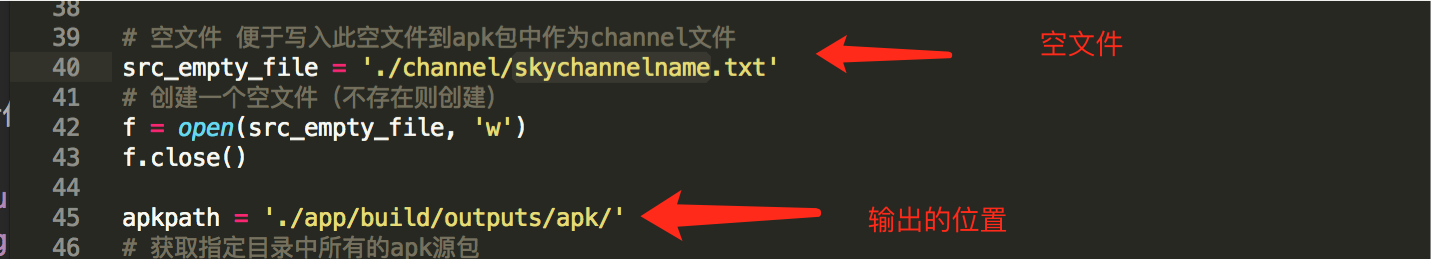 38
39 # 空文件 便于写入此空文件到apk包中作为channel文件
空文件
40 src_empty_file = './channel/skychannelname.txt'
41 # 创建一个空文件（不存在则创建）
42 f = open(src_empty_file, 'w')
43 f.close()
44
45 apkpath = './app/build/outputs/apk/'
输出的位置
46 # 获取指定目录中所有的apk源包